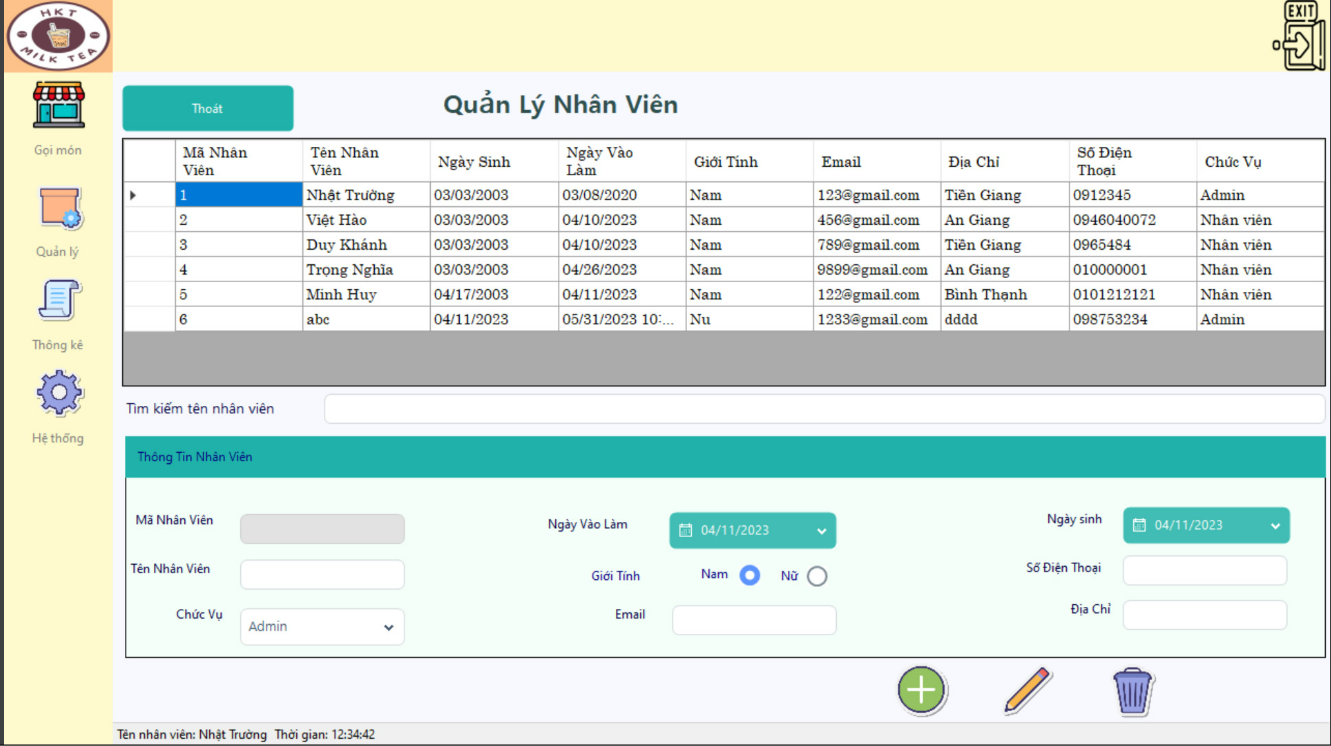 HKT
MILK TEA
EXIT
Gọi món
Quản lý
Thông kê
Hệ thống
Thoát
Quản Lý Nhân Viên
Mã Nhân Viên Tên Nhân Viên Ngày Sinh Ngày Vào Làm Giới Tính Email Địa Chỉ Số Điện Thoại Chức Vụ
1 Nhật Trường 03/03/2003 03/08/2020 Nam 123@gmail.com Tiền Giang 0912345 Admin
2 Việt Hào 03/03/2003 04/10/2023 Nam 456@gmail.com An Giang 0946040072 Nhân viên
3 Duy Khánh 03/03/2003 04/10/2023 Nam 789@gmail.com Tiền Giang 0965484 Nhân viên
4 Trọng Nghĩa 03/03/2003 04/26/2023 Nam 9899@gmail.com An Giang 010000001 Nhân viên
5 Minh Huy 04/17/2003 04/11/2023 Nam 122@gmail.com Bình Thạnh 0101212121 Nhân viên
6 abc 04/11/2023 05/31/2023 10:... Nu 1233@gmail.com dddd 098753234 Admin
Tìm kiếm tên nhân viên
Thông Tin Nhân Viên
Mã Nhân Viên Ngày Vào Làm 04/11/2023 Ngày sinh 04/11/2023
Tên Nhân Viên Giới Tính Nam Nữ Số Điện Thoại
Chức Vụ Admin Email Địa Chỉ
Tên nhân viên: Nhật Trường Thời gian: 12:34:42